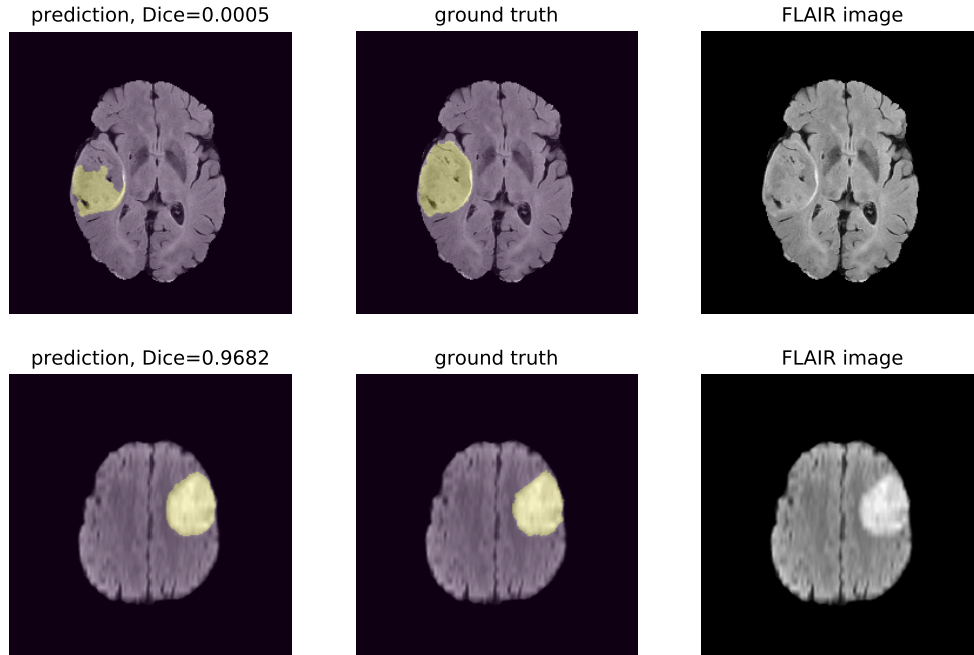 prediction, Dice=0.0005
ground truth
FLAIR image
prediction, Dice=0.9682
ground truth
FLAIR image